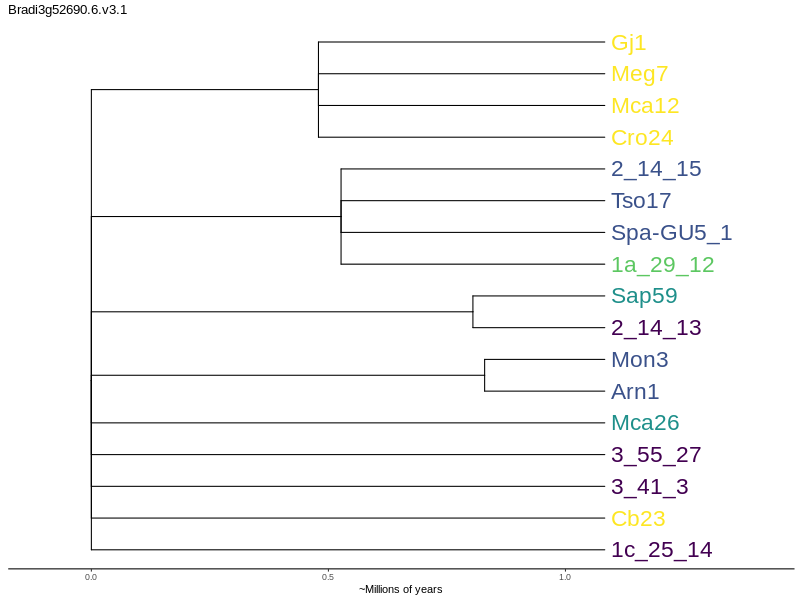 Bradi3g52690.6.v3.1
Gj1
Meg7
Mca12
Cro24
2_14_15
Tso17
Spa-GU5_1
1a_29_12
Sap59
2_14_13
Mon3
Arn1
Mca26
3_55_27
3_41_3
Cb23
1c_25_14
0.0 0.5 1.0
~Millions of years